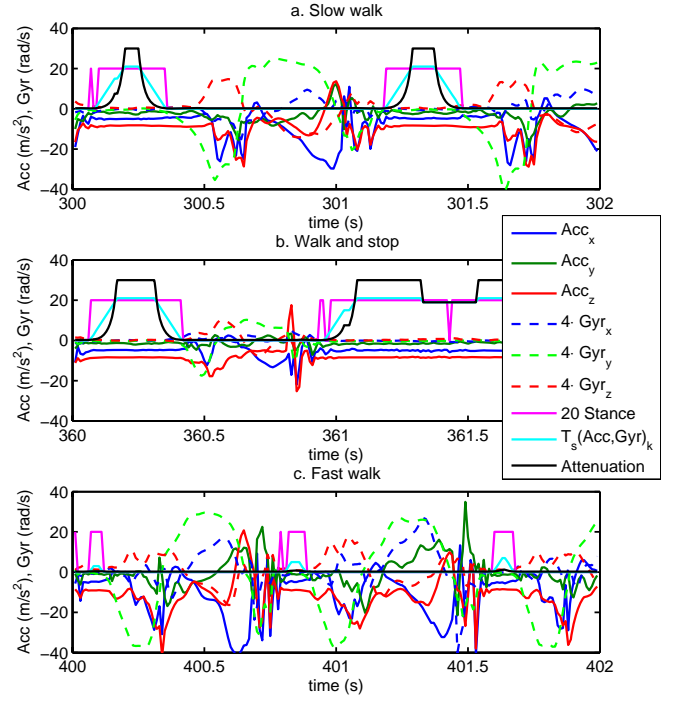 a. Slow walk
Acc (m/s²), Gyr (rad/s)
40
20
0
−20
−40
300
300.5
301
301.5
302
time (s)
b. Walk and stop
Acc (m/s²), Gyr (rad/s)
40
20
0
−20
−40
360
360.5
361
361.5
time (s)
Acc_x
Acc_y
Acc_z
4· Gyr_x
4· Gyr_y
4· Gyr_z
20 Stance
T_s(Acc,Gyr)_k
Attenuation
c. Fast walk
Acc (m/s²), Gyr (rad/s)
40
20
0
−20
−40
400
400.5
401
401.5
402
time (s)